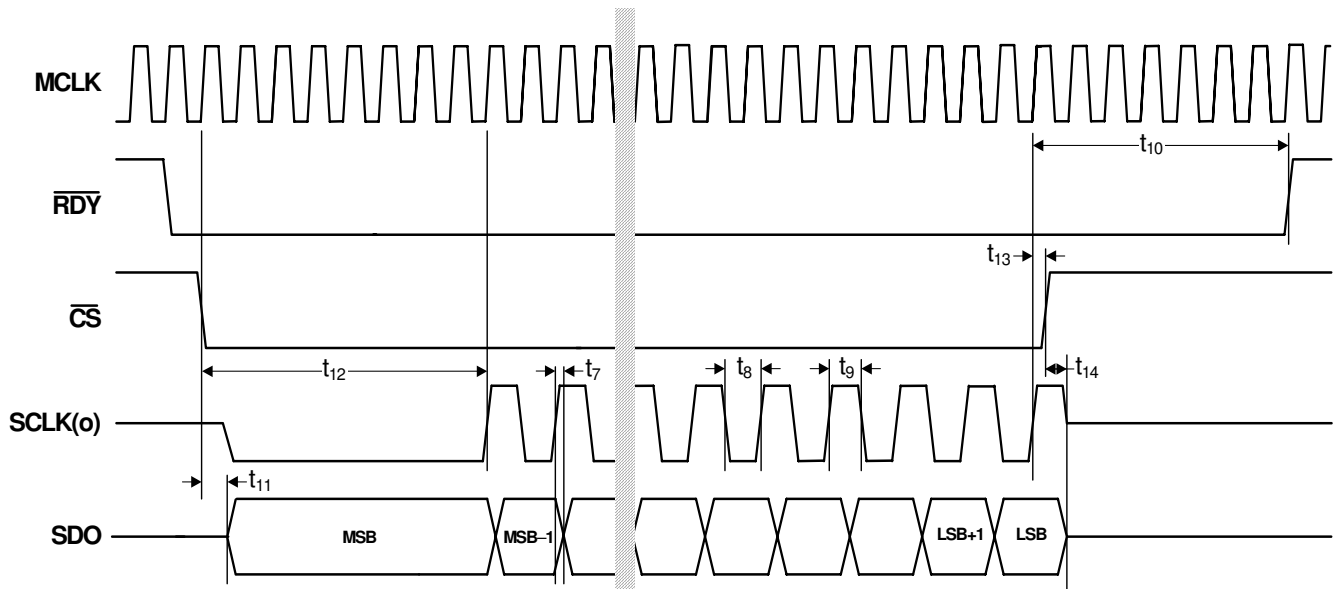 MCLK
t10
RDY
t13
CS
t12
t7
t8
t9
t14
SCLK(o)
t11
SDO
MSB
MSB–1
LSB+1
LSB